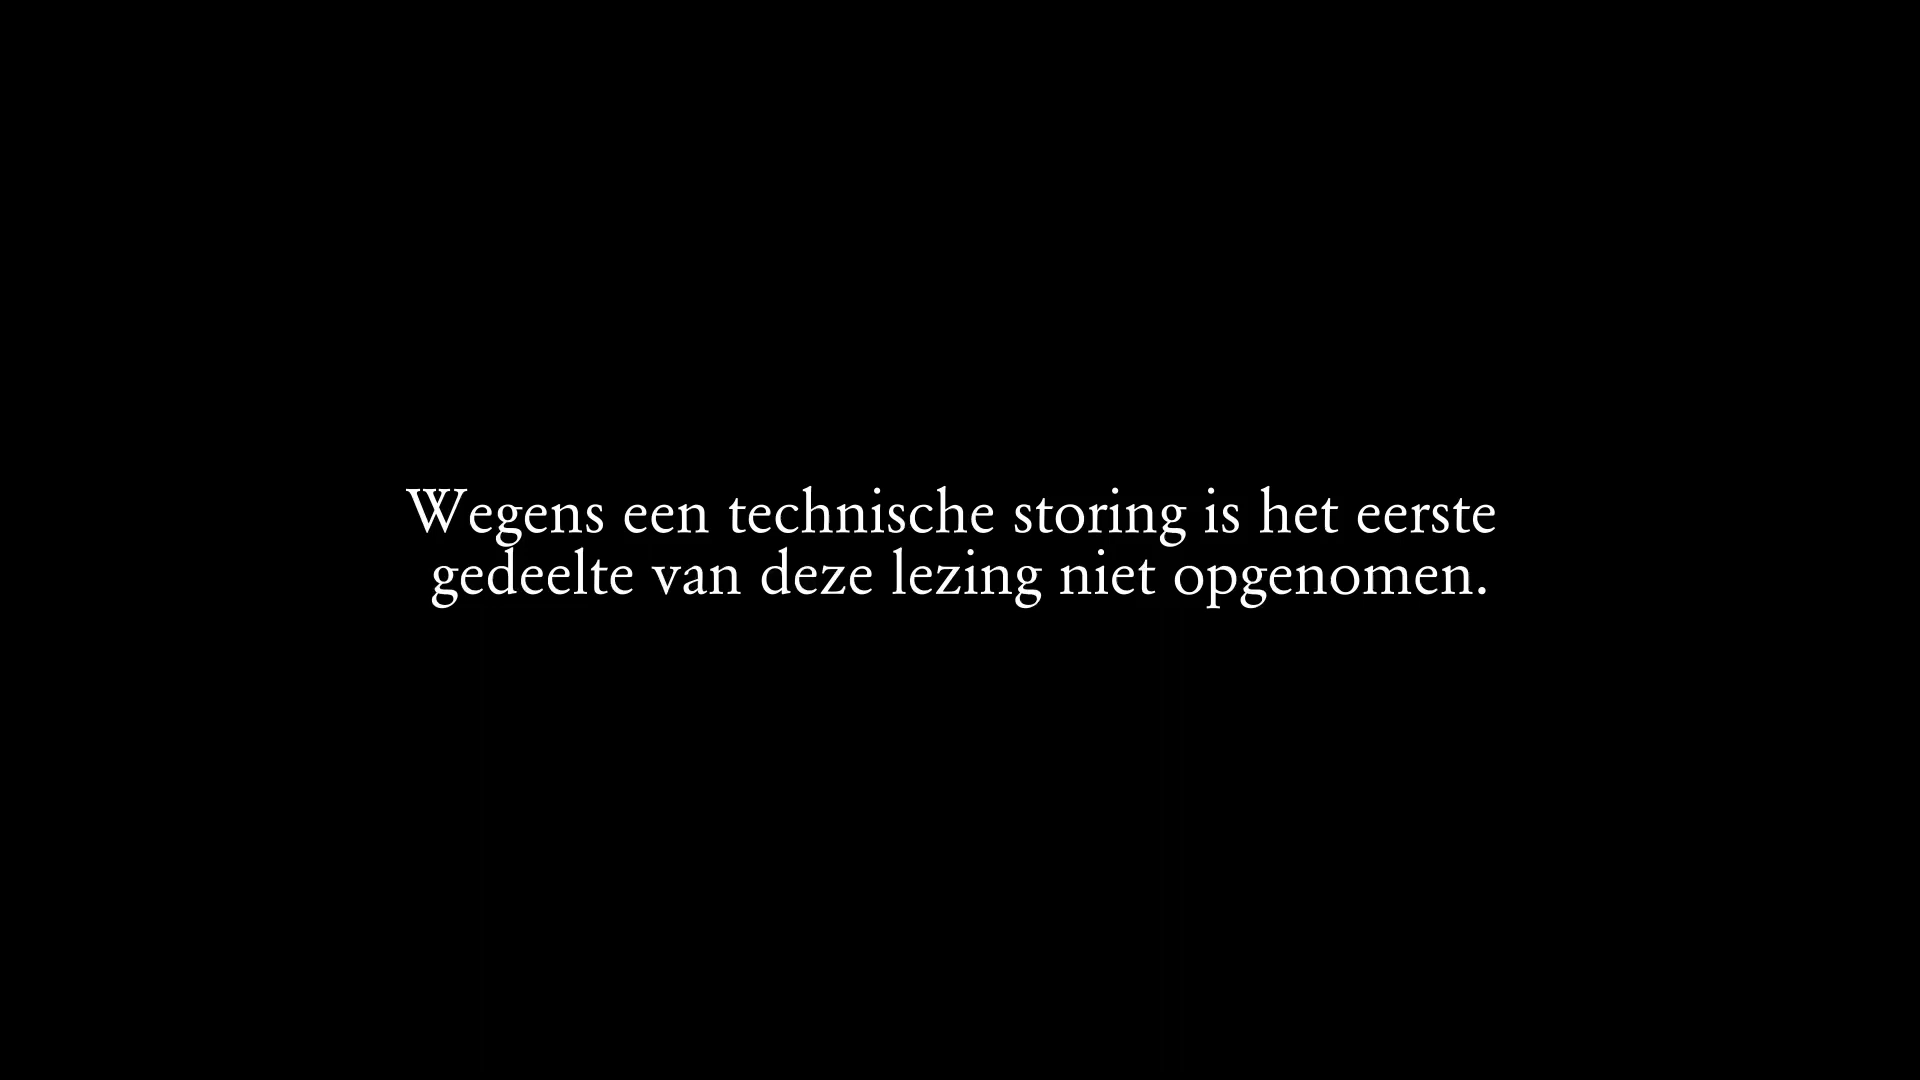 Wegens een technische storing is het eerste
gedeelte van deze lezing niet opgenomen.